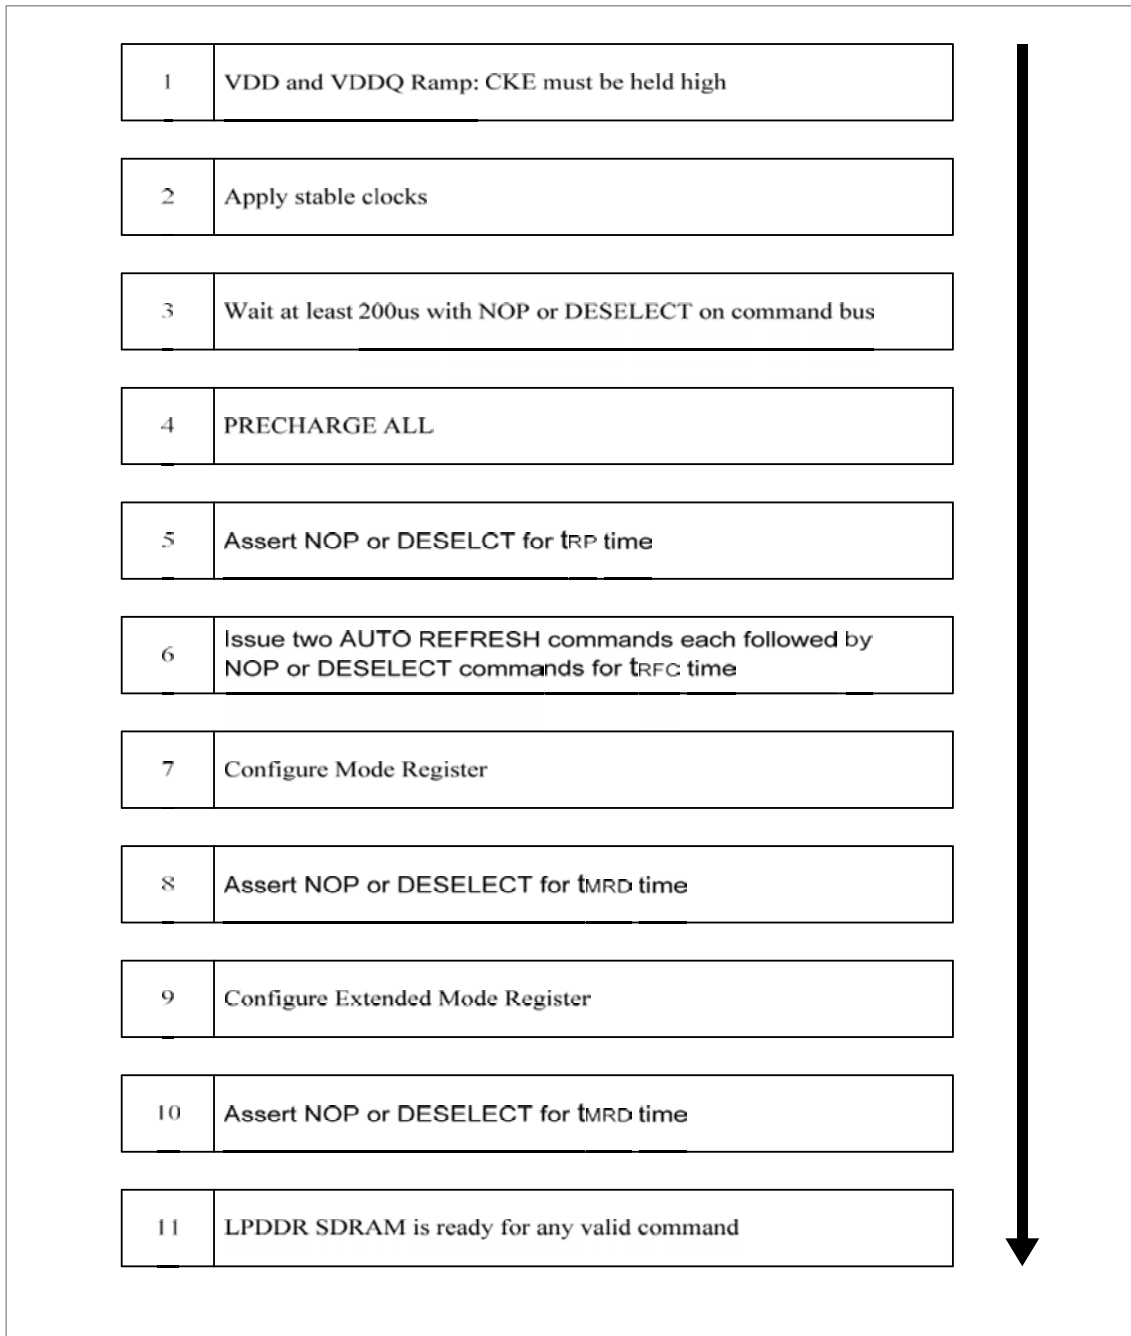 1 VDD and VDDQ Ramp: CKE must be held high
2 Apply stable clocks
3 Wait at least 200us with NOP or DESELECT on command bus
4 PRECHARGE ALL
5 Assert NOP or DESELCT for tRP time
6 Issue two AUTO REFRESH commands each followed by
NOP or DESELECT commands for tRFC time
7 Configure Mode Register
8 Assert NOP or DESELECT for tMRD time
9 Configure Extended Mode Register
10 Assert NOP or DESELECT for tMRD time
11 LPDDR SDRAM is ready for any valid command